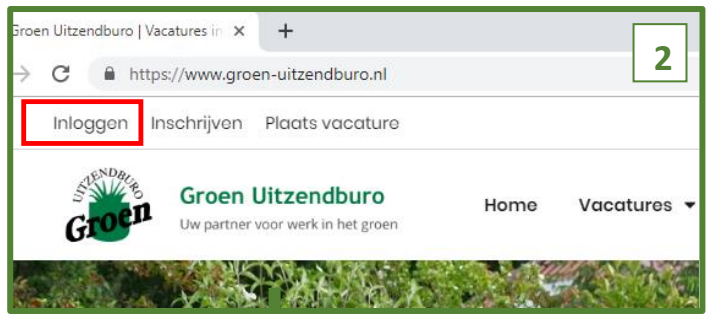 Groen Uitzendburo | Vacatures in
2
https://www.groen-uitzendburo.nl
Inloggen Inschrijven Plaats vacature
UITZENDBURO
Groen
Groen Uitzendburo
Uw partner voor werk in het groen
Home Vacatures